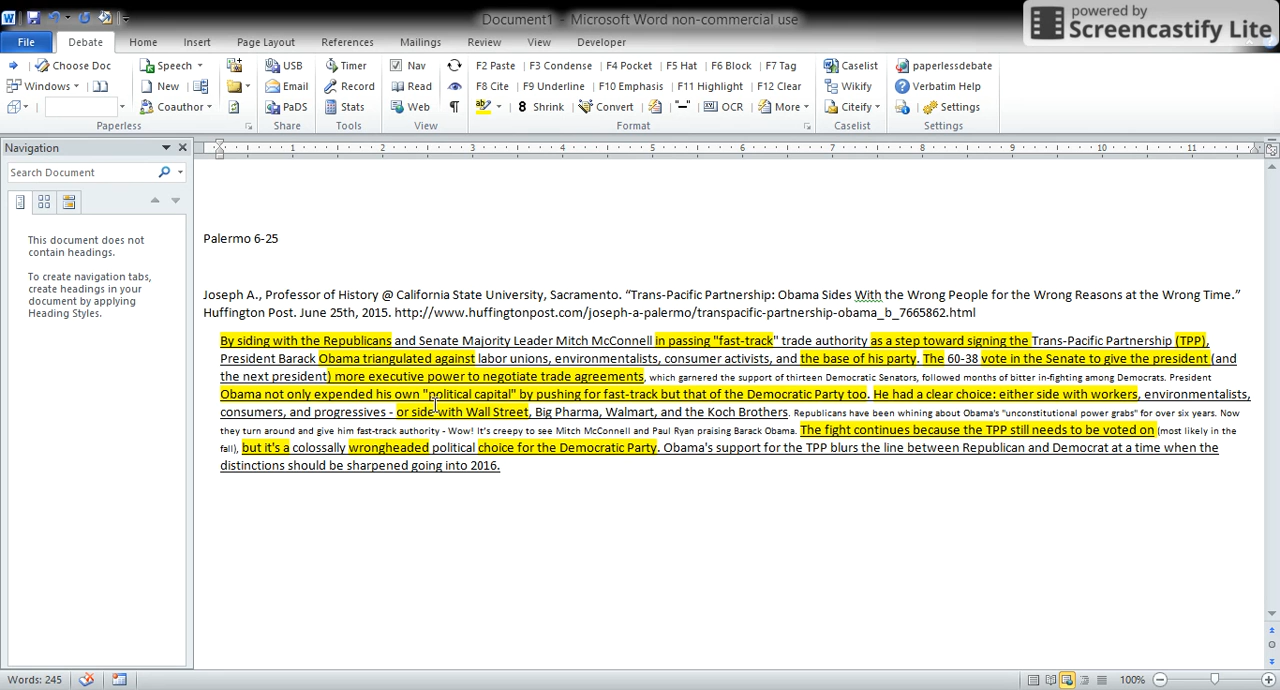 Document1 - Microsoft Word non-commercial use
powered by
Screencastify Lite
File Debate Home Insert Page Layout References Mailings Review View Developer
Choose Doc Speech USB Timer Nav F2 Paste F3 Condense F4 Pocket F5 Hat F6 Block F7 Tag Caselist paperlessdebate
Windows New Email Record Read F8 Cite F9 Underline F10 Emphasis F11 Highlight F12 Clear Wikify Verbatim Help
Coauthor PaDS Stats Web ¶ 8 Shrink Convert "–" OCR More Citeify Settings
Paperless Share Tools View Format Caselist Settings
Navigation
Search Document
This document does not
contain headings.
To create navigation tabs,
create headings in your
document by applying
Heading Styles.
1 2 3 4 5 6 7 8 9 10 11
Palermo 6-25
Joseph A., Professor of History @ California State University, Sacramento. “Trans-Pacific Partnership: Obama Sides With the Wrong People for the Wrong Reasons at the Wrong Time.”
Huffington Post. June 25th, 2015. http://www.huffingtonpost.com/joseph-a-palermo/transpacific-partnership-obama_b_7665862.html
By siding with the Republicans and Senate Majority Leader Mitch McConnell in passing "fast-track" trade authority as a step toward signing the Trans-Pacific Partnership (TPP),
President Barack Obama triangulated against labor unions, environmentalists, consumer activists, and the base of his party. The 60-38 vote in the Senate to give the president (and
the next president) more executive power to negotiate trade agreements, which garnered the support of thirteen Democratic Senators, followed months of bitter in-fighting among Democrats. President
Obama not only expended his own "political capital" by pushing for fast-track but that of the Democratic Party too. He had a clear choice: either side with workers, environmentalists,
consumers, and progressives - or side with Wall Street, Big Pharma, Walmart, and the Koch Brothers. Republicans have been whining about Obama's "unconstitutional power grabs" for over six years. Now
they turn around and give him fast-track authority - Wow! It's creepy to see Mitch McConnell and Paul Ryan praising Barack Obama. The fight continues because the TPP still needs to be voted on (most likely in the
fall), but it's a colossally wrongheaded political choice for the Democratic Party. Obama's support for the TPP blurs the line between Republican and Democrat at a time when the
distinctions should be sharpened going into 2016.
Words: 245 100%